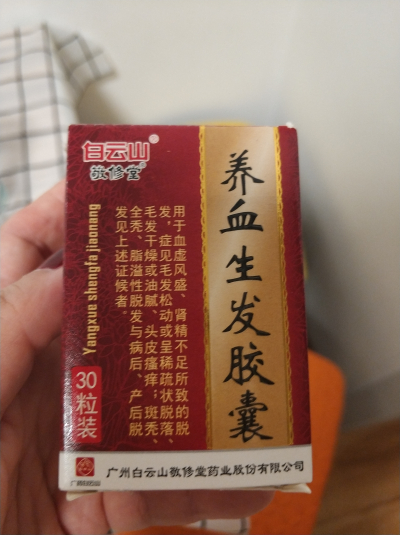 白云山®
敬修堂®
养血生发胶囊
用于血虚风盛、肾精不足所致的脱
发，症见毛发松动或呈稀疏状脱落、
毛发干燥或油腻、头皮瘙痒；斑秃、
全秃、脂溢性脱发与病后、产后脱
发见上述证候者。
Yangxue shengfa jiaonang
30粒装
广州白云山敬修堂药业股份有限公司